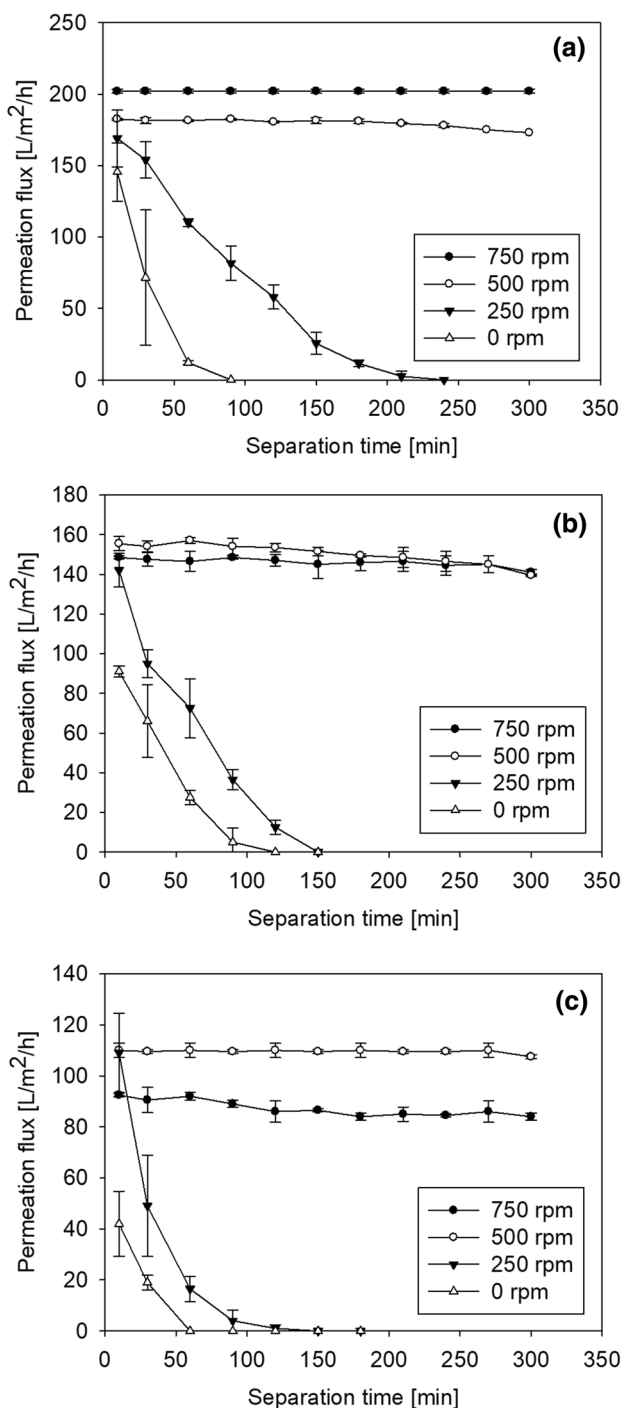 (a)
Permeation flux [L/m²/h]
250
200
150
100
50
0
750 rpm
500 rpm
250 rpm
0 rpm
0 50 100 150 200 250 300 350
Separation time [min]
(b)
Permeation flux [L/m²/h]
180
160
140
120
100
80
60
40
20
0
750 rpm
500 rpm
250 rpm
0 rpm
0 50 100 150 200 250 300 350
Separation time [min]
(c)
Permeation flux [L/m²/h]
140
120
100
80
60
40
20
0
750 rpm
500 rpm
250 rpm
0 rpm
0 50 100 150 200 250 300 350
Separation time [min]